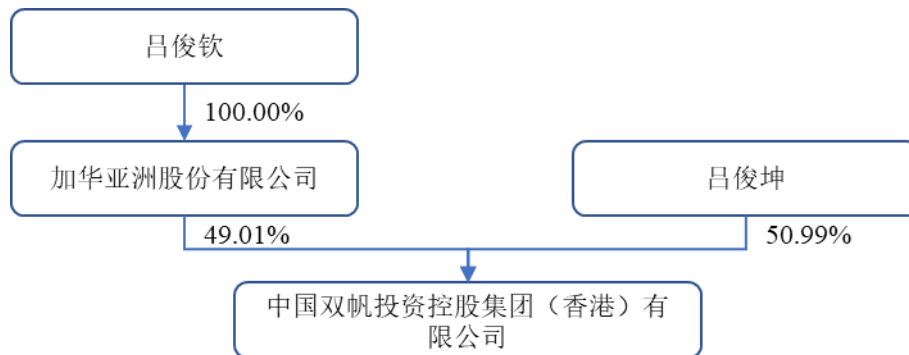 吕俊钦
100.00%
加华亚洲股份有限公司
吕俊坤
49.01%
50.99%
中国双帆投资控股集团（香港）有
限公司